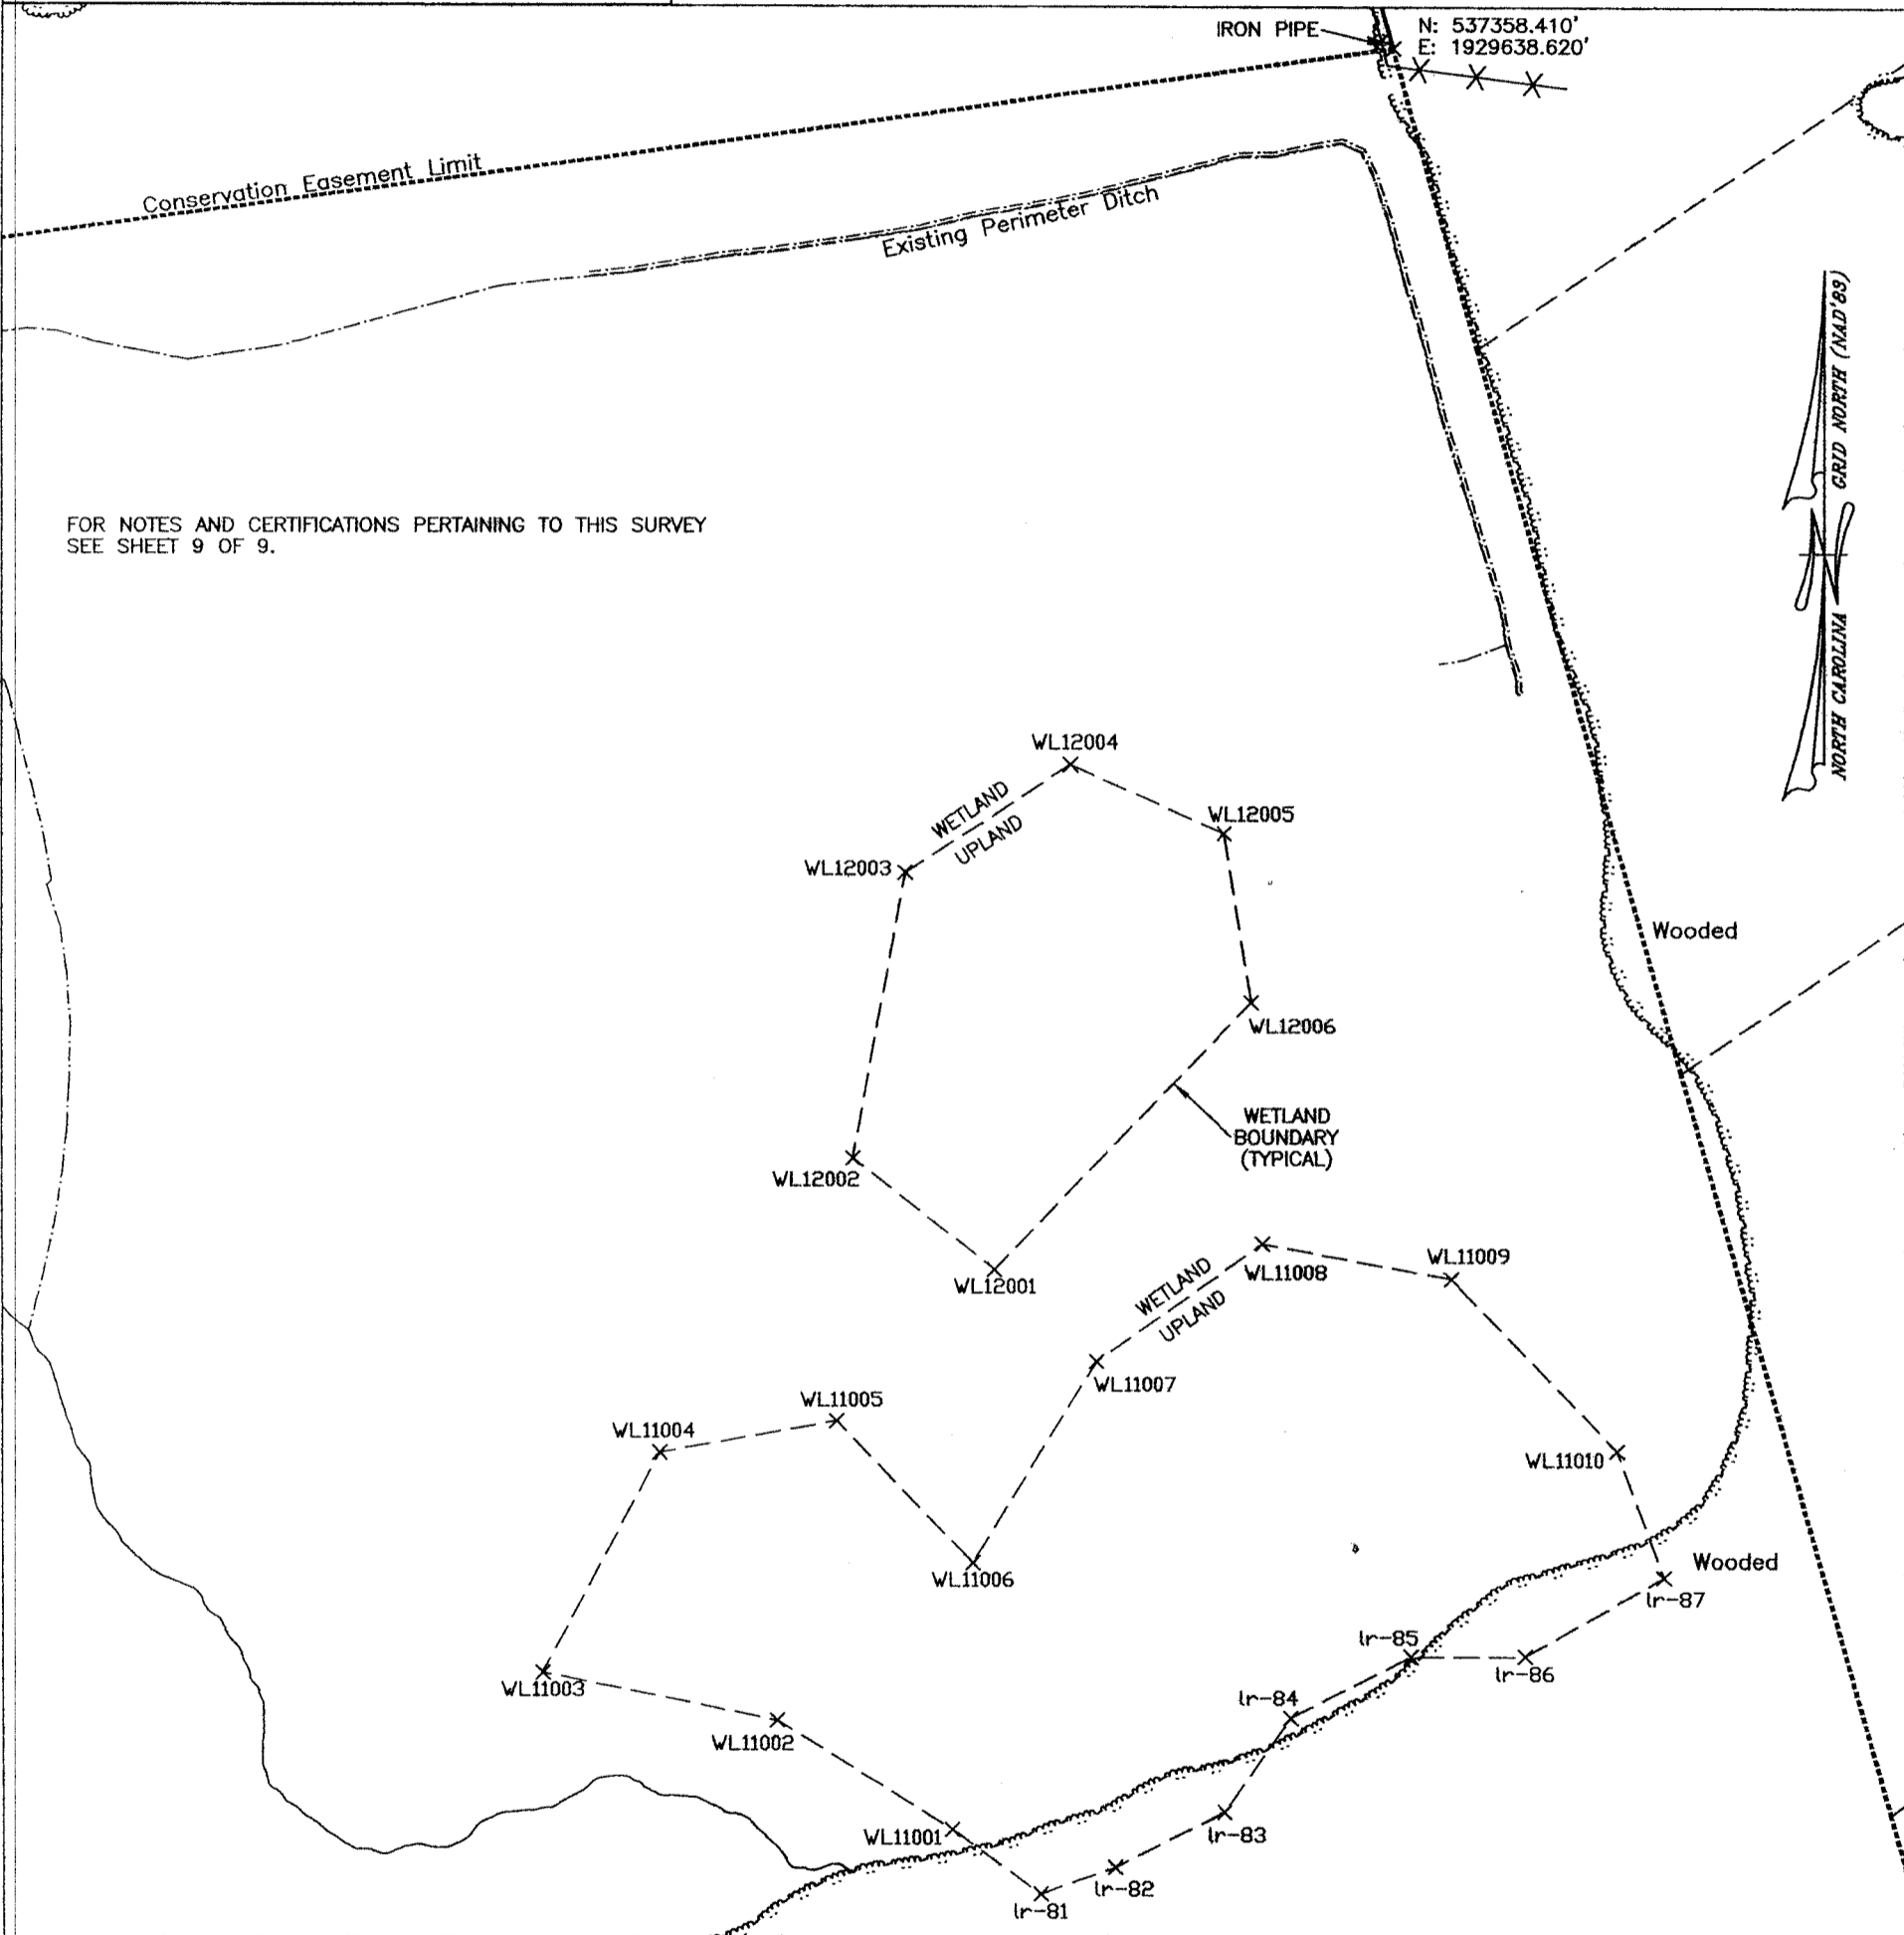 IRON PIPE
N: 537358.410'
E: 1929638.620'
Conservation Easement Limit
Existing Perimeter Ditch
NORTH CAROLINA GRID NORTH (NAD'83)
FOR NOTES AND CERTIFICATIONS PERTAINING TO THIS SURVEY
SEE SHEET 9 OF 9.
WL12004
WETLAND
UPLAND
WL12005
WL12003
Wooded
WL12006
WETLAND
BOUNDARY
(TYPICAL)
WL12002
WL12001
WETLAND
UPLAND
WL11008
WL11009
WL11007
WL11005
WL11004
WL11010
WL11006
Wooded
lr-87
lr-85
lr-86
WL11003
lr-84
WL11002
WL11001
lr-83
lr-82
lr-81